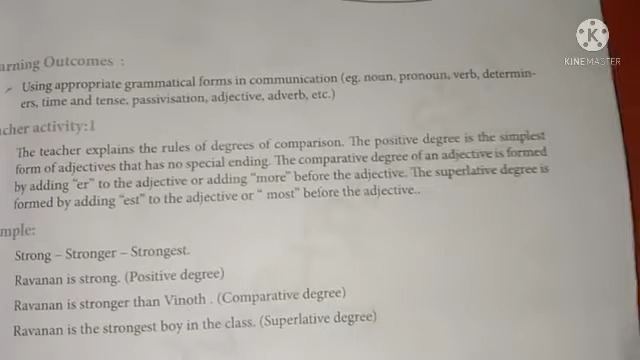 KINEMASTER
arning Outcomes :
Using appropriate grammatical forms in communication (eg. noun, pronoun, verb, determin-
ers, time and tense, passivisation, adjective, adverb, etc.)
cher activity:1
The teacher explains the rules of degrees of comparison. The positive degree is the simplest
form of adjectives that has no special ending. The comparative degree of an adjective is formed
by adding “er” to the adjective or adding “more” before the adjective. The superlative degree is
formed by adding “est” to the adjective or “ most” before the adjective..
mple:
Strong – Stronger – Strongest.
Ravanan is strong. (Positive degree)
Ravanan is stronger than Vinoth . (Comparative degree)
Ravanan is the strongest boy in the class. (Superlative degree)